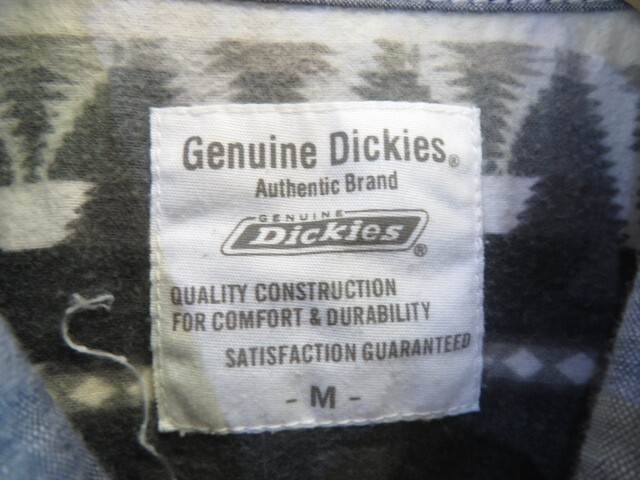 Genuine Dickies®
Authentic Brand
GENUINE
Dickies®
QUALITY CONSTRUCTION
FOR COMFORT & DURABILITY
SATISFACTION GUARANTEED
- M -